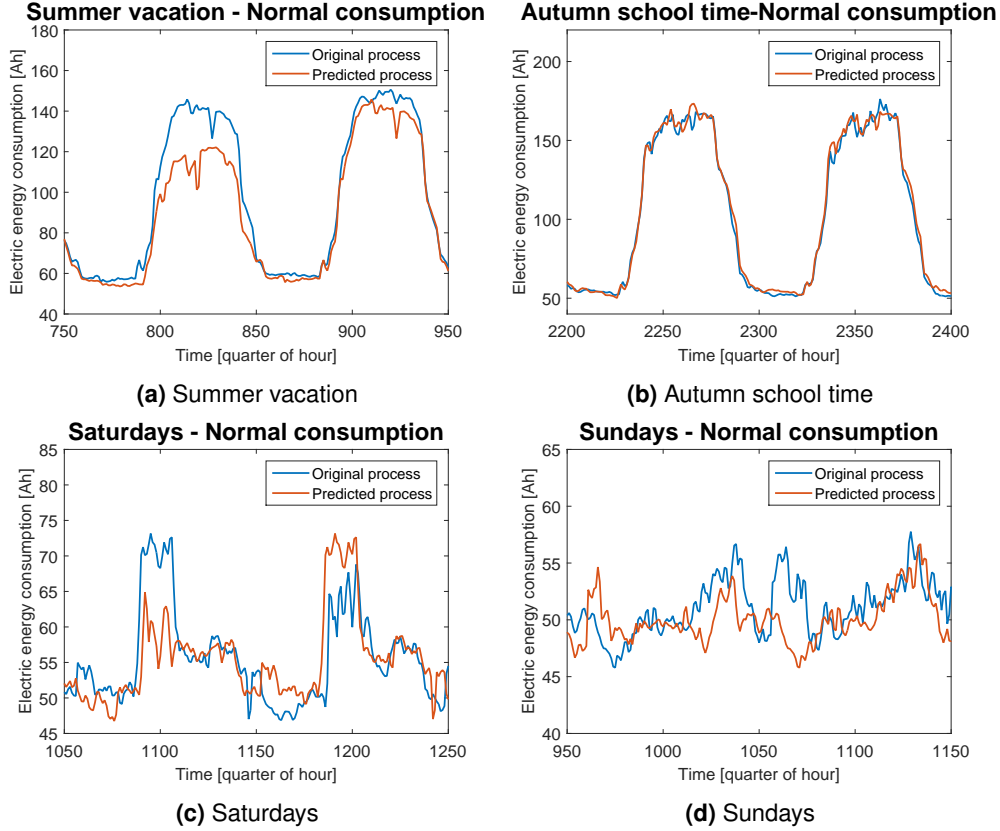 Summer vacation - Normal consumption
180
160
140
120
100
80
60
40
750
800
850
900
950
Electric energy consumption [Ah]
Time [quarter of hour]
Original process
Predicted process
(a) Summer vacation
Autumn school time-Normal consumption
200
150
100
50
2200
2250
2300
2350
2400
Electric energy consumption [Ah]
Time [quarter of hour]
Original process
Predicted process
(b) Autumn school time
Saturdays - Normal consumption
85
80
75
70
65
60
55
50
45
1050
1100
1150
1200
1250
Electric energy consumption [Ah]
Time [quarter of hour]
Original process
Predicted process
(c) Saturdays
Sundays - Normal consumption
65
60
55
50
45
40
950
1000
1050
1100
1150
Electric energy consumption [Ah]
Time [quarter of hour]
Original process
Predicted process
(d) Sundays